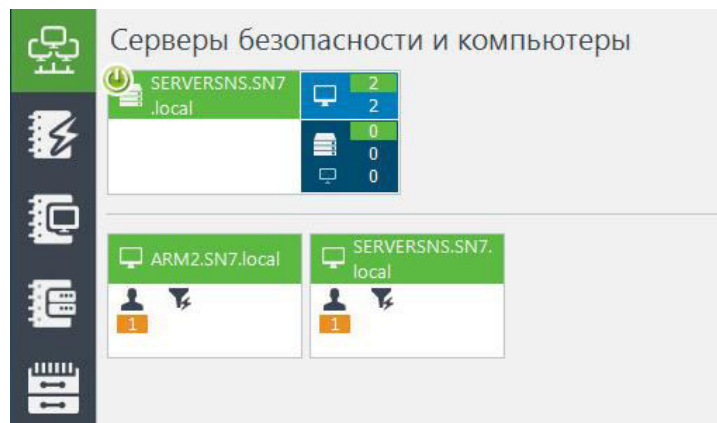 Серверы безопасности и компьютеры
SERVERSNS.SN7
.local
2
2
0
0
0
ARM2.SN7.local
SERVERSNS.SN7.
local
1
1